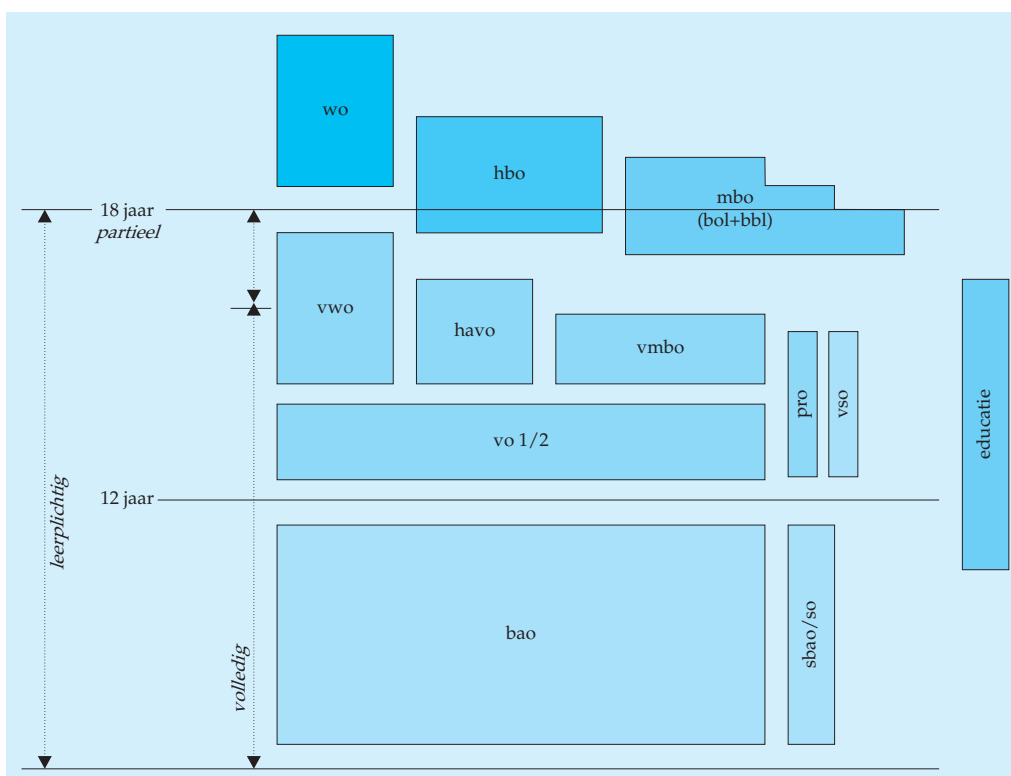 wo
hbo
mbo
(bol+bbl)
18 jaar
partieel
vwo
havo
vmbo
pro
vso
educatie
vo 1/2
12 jaar
leerplichtig
volledig
bao
sbao/so